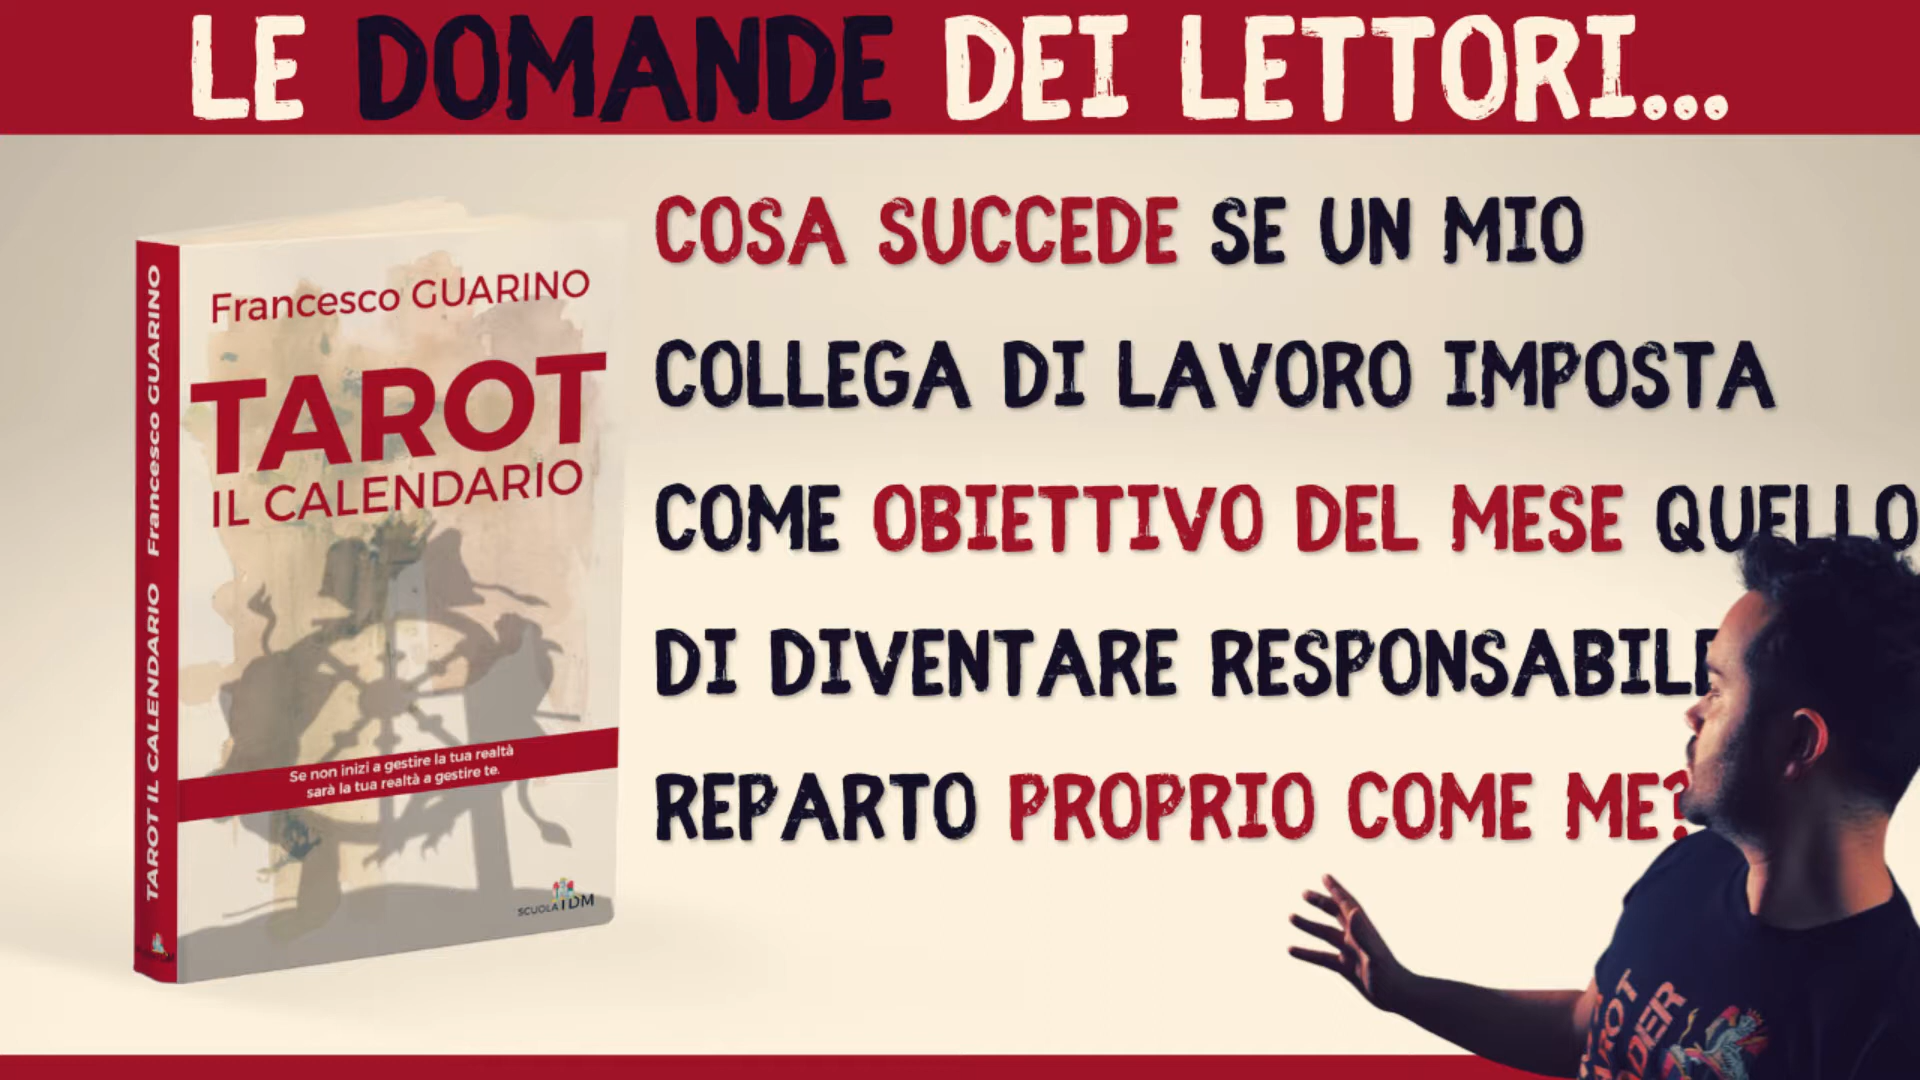 LE DOMANDE DEI LETTORI...
COSA SUCCEDE SE UN MIO
COLLEGA DI LAVORO IMPOSTA
COME OBIETTIVO DEL MESE QUELLO
DI DIVENTARE RESPONSABILE
REPARTO PROPRIO COME ME?
Francesco GUARINO
TAROT
IL CALENDARIO
Se non inizi a gestire la tua realtà
sarà la tua realtà a gestire te.
SCUOLA TDM
TAROT IL CALENDARIO Francesco GUARINO